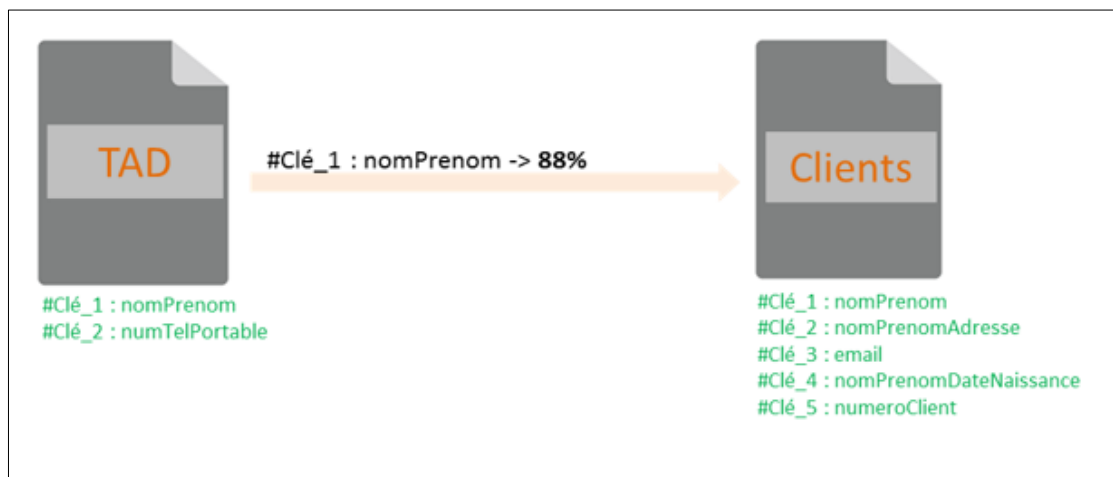 TAD
#Clé_1 : nomPrenom -> 88%
Clients
#Clé_1 : nomPrenom
#Clé_2 : numTelPortable
#Clé_1 : nomPrenom
#Clé_2 : nomPrenomAdresse
#Clé_3 : email
#Clé_4 : nomPrenomDateNaissance
#Clé_5 : numeroClient